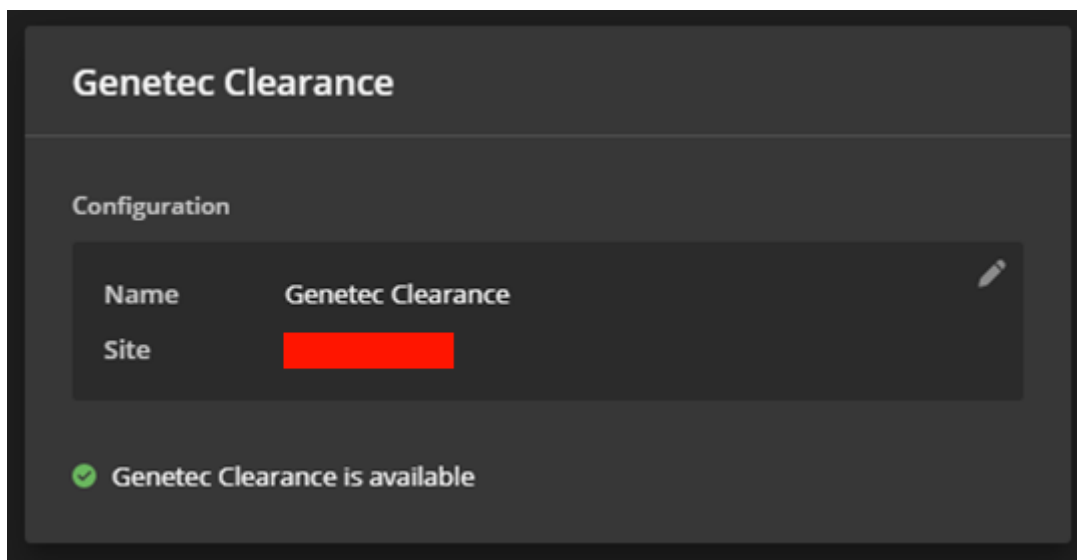 Genetec Clearance
Configuration
Name Genetec Clearance
Site
Genetec Clearance is available